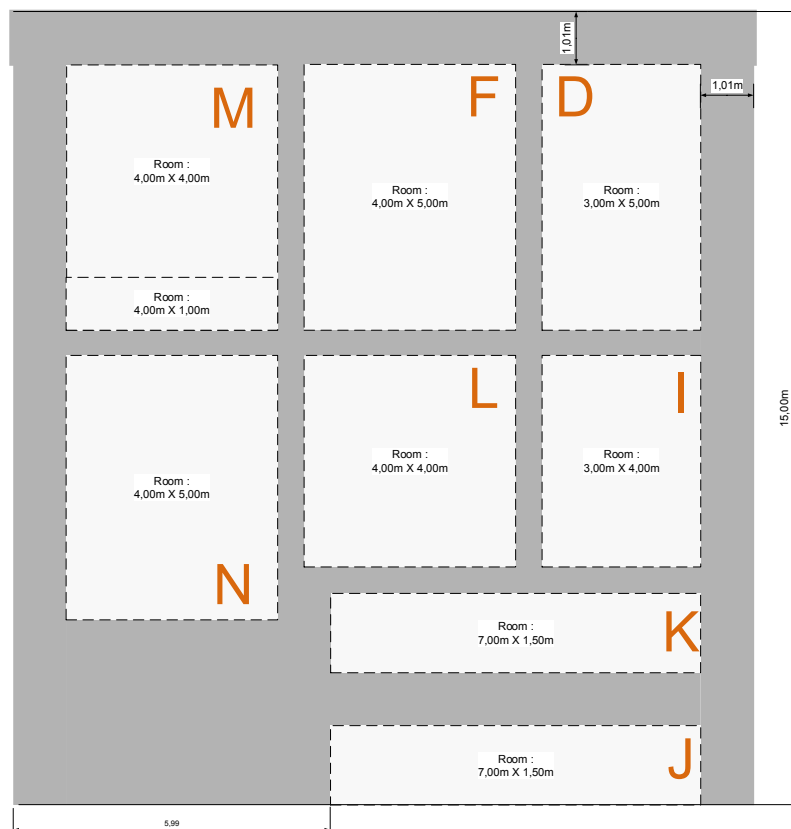 1,01m
1,01m
M
F
D
Room :
4,00m X 4,00m
Room :
4,00m X 5,00m
Room :
3,00m X 5,00m
Room :
4,00m X 1,00m
L
I
15,00m
Room :
4,00m X 5,00m
Room :
4,00m X 4,00m
Room :
3,00m X 4,00m
N
Room :
7,00m X 1,50m
K
Room :
7,00m X 1,50m
J
5,99